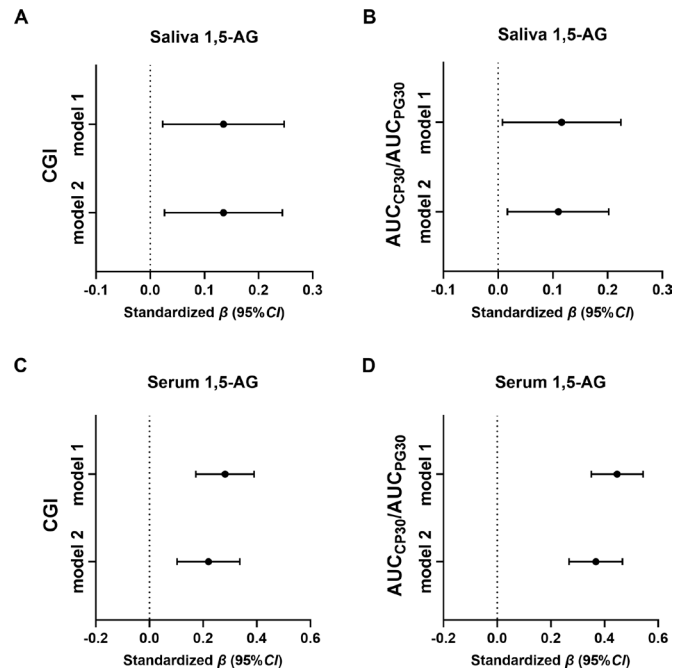 A
Saliva 1,5-AG
CGI
model 1
model 2
-0.1 0.0 0.1 0.2 0.3
Standardized β (95%CI)
B
Saliva 1,5-AG
AUCCP30/AUCPG30
model 1
model 2
-0.1 0.0 0.1 0.2 0.3
Standardized β (95%CI)
C
Serum 1,5-AG
CGI
model 1
model 2
-0.2 0.0 0.2 0.4 0.6
Standardized β (95%CI)
D
Serum 1,5-AG
AUCCP30/AUCPG30
model 1
model 2
-0.2 0.0 0.2 0.4 0.6
Standardized β (95%CI)